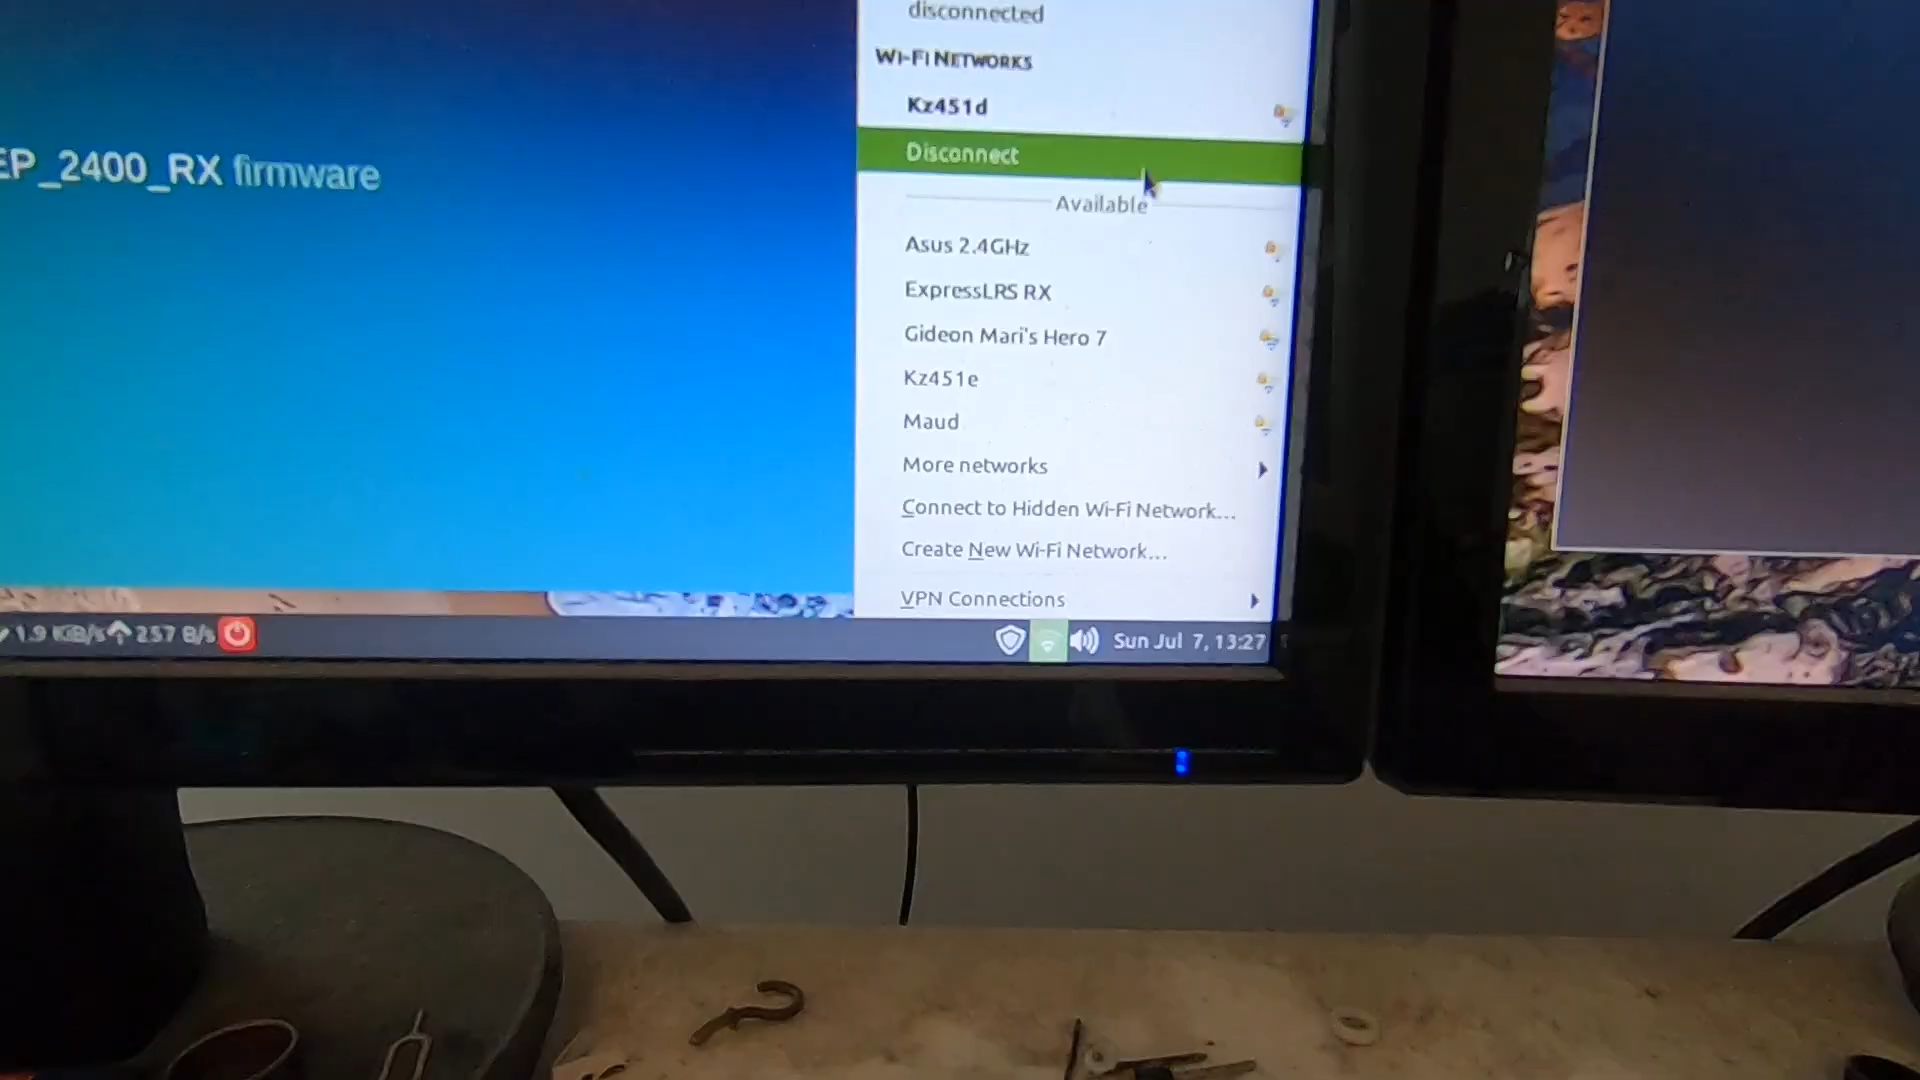 disconnected
Wi-Fi Networks
Kz451d
Disconnect
Available
Asus 2.4GHz
ExpressLRS RX
Gideon Mari's Hero 7
Kz451e
Maud
More networks
Connect to Hidden Wi-Fi Network...
Create New Wi-Fi Network...
VPN Connections
EP_2400_RX firmware
1.9 KiB/s 257 B/s
Sun Jul 7, 13:27